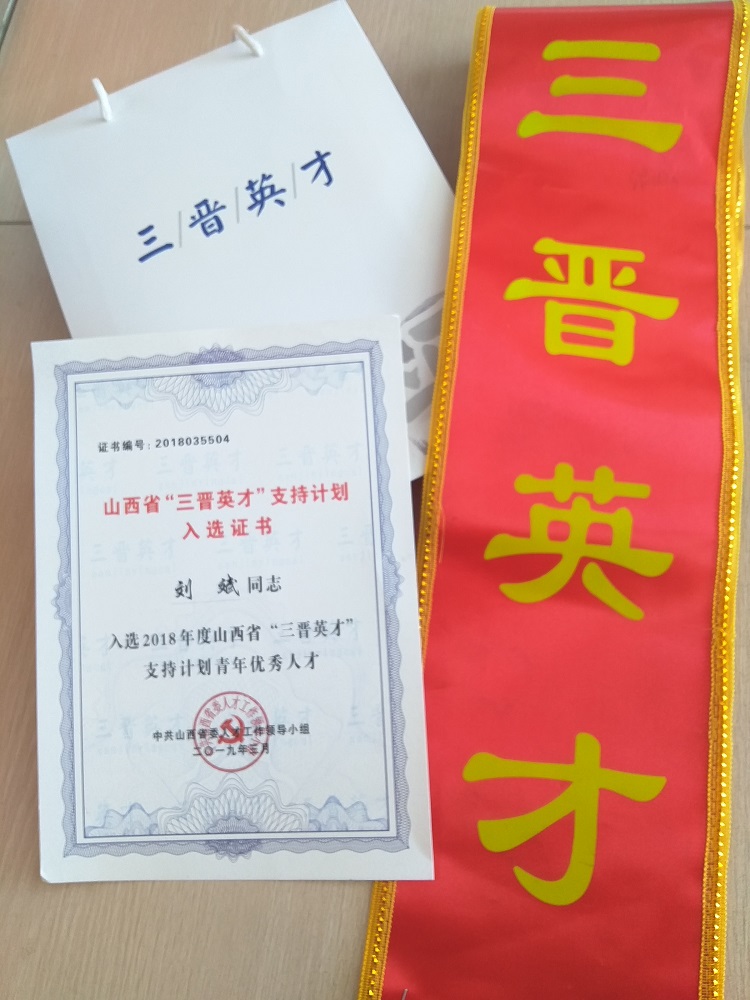 三/晋/英/才
三晋英才
证书编号：2018035504
山西省“三晋英才”支持计划
入选证书
刘 斌同志
入选2018年度山西省“三晋英才”
支持计划青年优秀人才
中共山西省委人才工作领导小组
二〇一九年三月